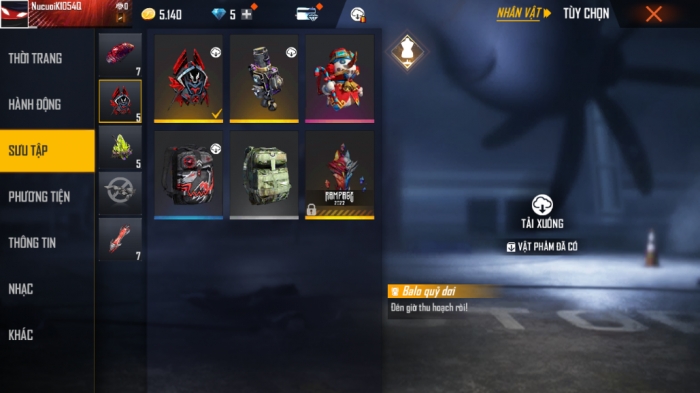 NucuoiK1054Q
0
5.140
5
NHÂN VẬT
TÙY CHỌN
THỜI TRANG
HÀNH ĐỘNG
SƯU TẬP
PHƯƠNG TIỆN
THÔNG TIN
NHẠC
KHÁC
7
5
5
7
RAMPAGE
TẢI XUỐNG
VẬT PHẨM ĐÃ CÓ
Balo quỷ dơi
Đến giờ thu hoạch rồi!